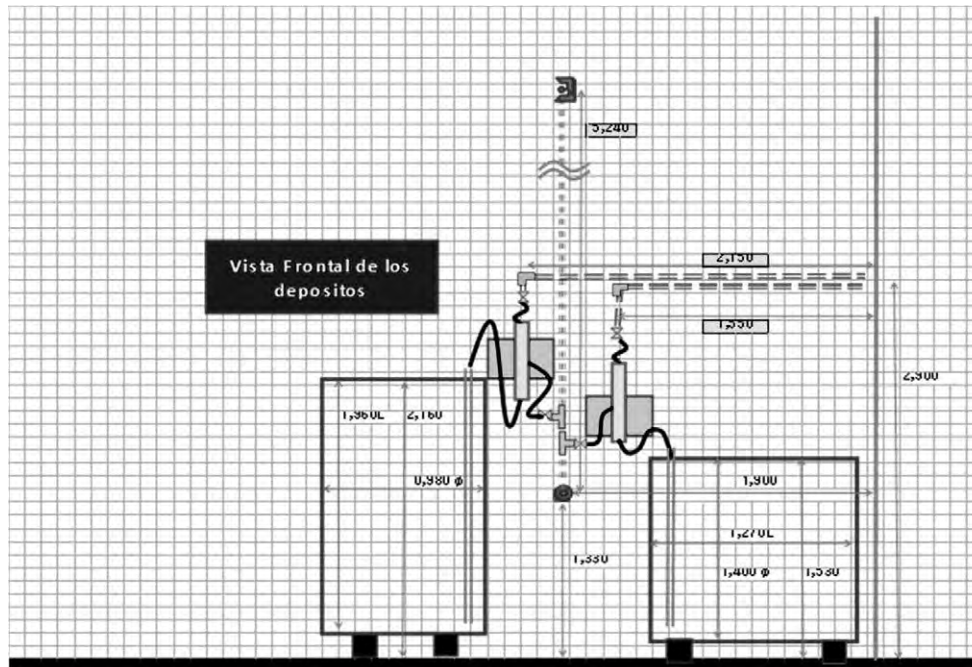 5,240
2,150
Vista Frontal de los
depositos
1,550
2,900
1,960L 2,160
0,980 ø
1,900
1,270L
1,330
1,400 ø 1,530